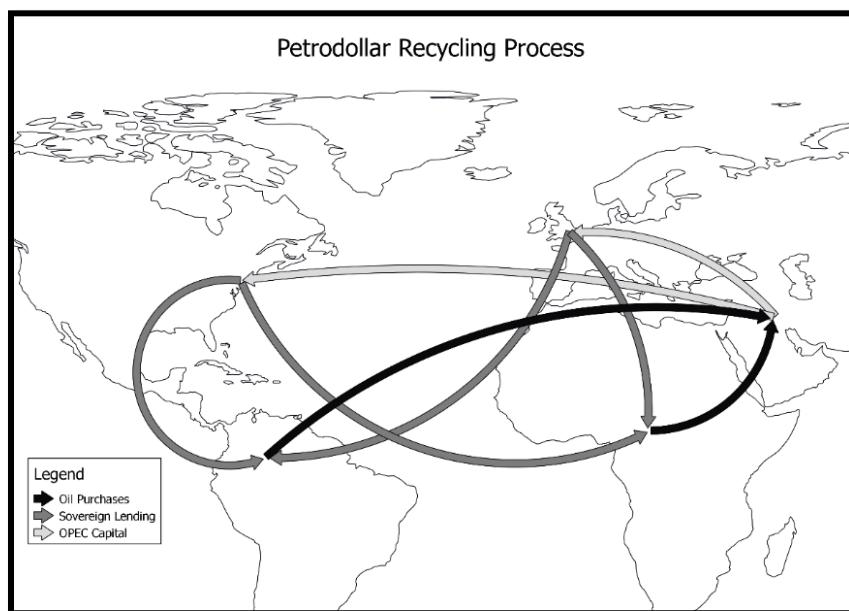 Petrodollar Recycling Process
Legend
Oil Purchases
Sovereign Lending
OPEC Capital